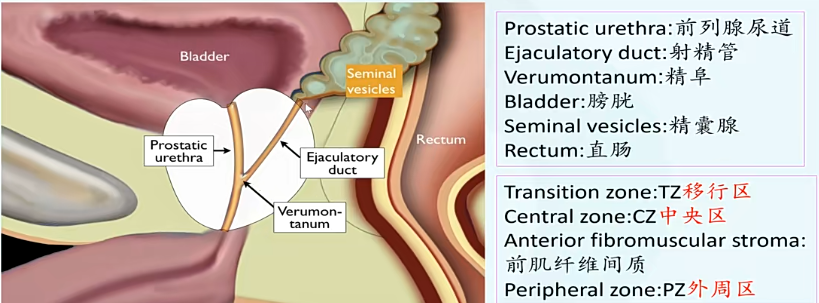 Bladder
Seminal
vesicles
Rectum
Prostatic
urethra
Ejaculatory
duct
Verumon-
tanum
Prostatic urethra:前列腺尿道
Ejaculatory duct:射精管
Verumontanum:精阜
Bladder:膀胱
Seminal vesicles:精囊腺
Rectum:直肠
Transition zone:TZ移行区
Central zone:CZ中央区
Anterior fibromuscular stroma:
前肌纤维间质
Peripheral zone:PZ外周区